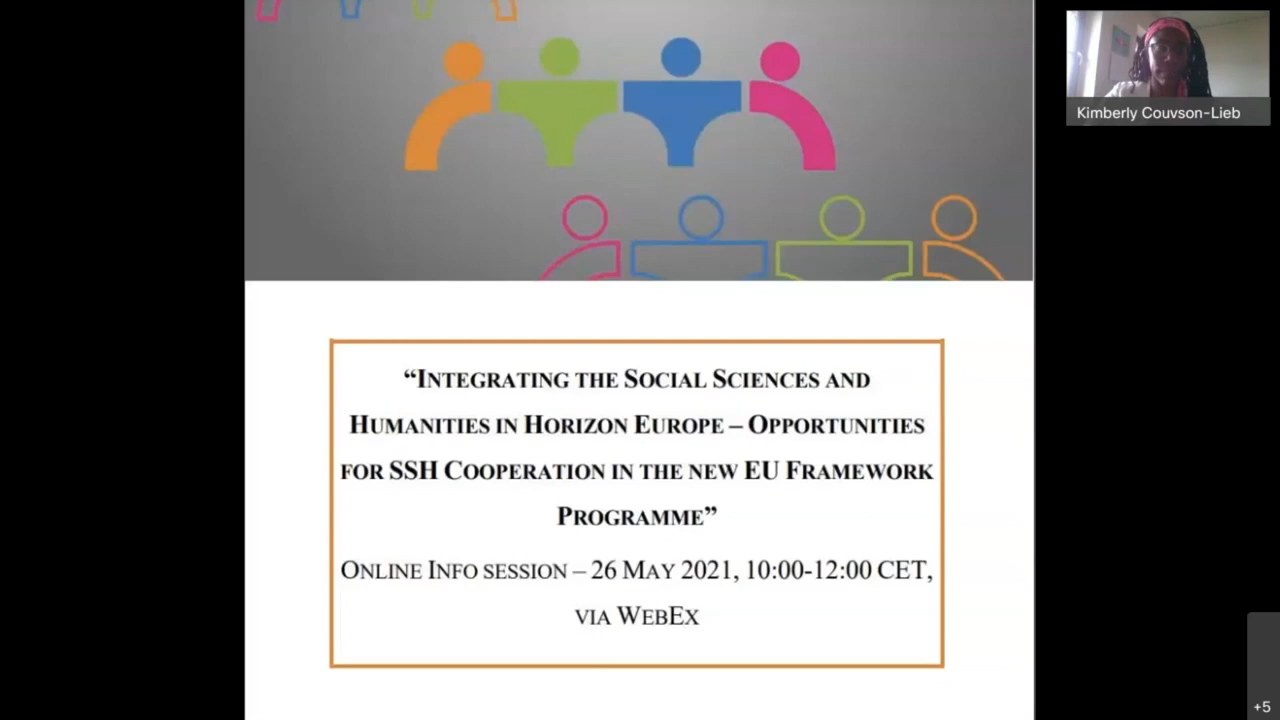 Kimberly Couvson-Lieb
“INTEGRATING THE SOCIAL SCIENCES AND
HUMANITIES IN HORIZON EUROPE – OPPORTUNITIES
FOR SSH COOPERATION IN THE NEW EU FRAMEWORK
PROGRAMME”
ONLINE INFO SESSION – 26 MAY 2021, 10:00-12:00 CET,
VIA WEBEX
+5